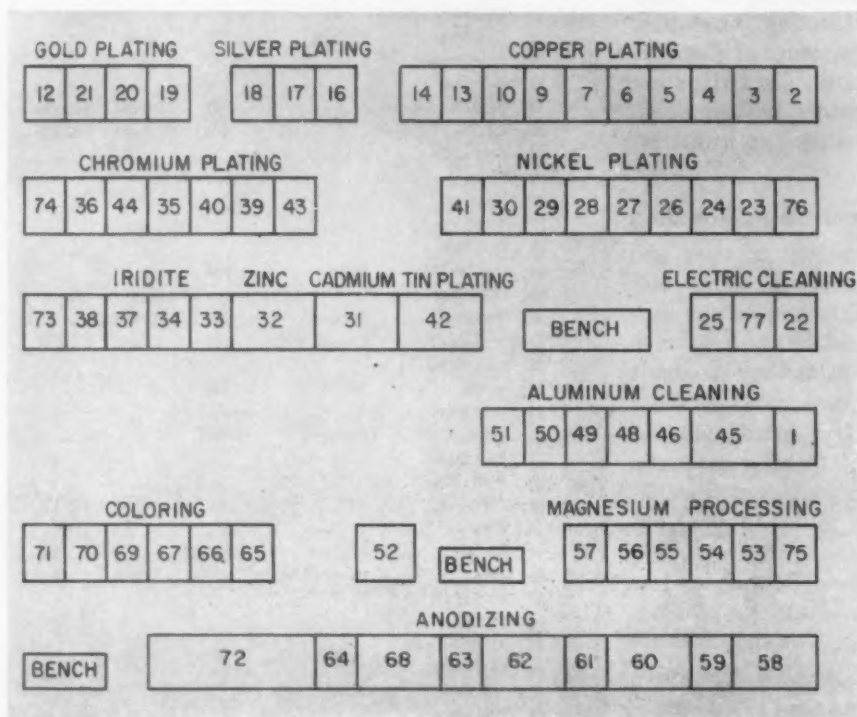 GOLD PLATING SILVER PLATING COPPER PLATING
12 21 20 19 18 17 16 14 13 10 9 7 6 5 4 3 2
CHROMIUM PLATING NICKEL PLATING
74 36 44 35 40 39 43 41 30 29 28 27 26 24 23 76
IRIDITE ZINC CADMIUM TIN PLATING ELECTRIC CLEANING
73 38 37 34 33 32 31 42 BENCH 25 77 22
ALUMINUM CLEANING
51 50 49 48 46 45 1
COLORING MAGNESIUM PROCESSING
71 70 69 67 66 65 52 BENCH 57 56 55 54 53 75
ANODIZING
BENCH 72 64 68 63 62 61 60 59 58